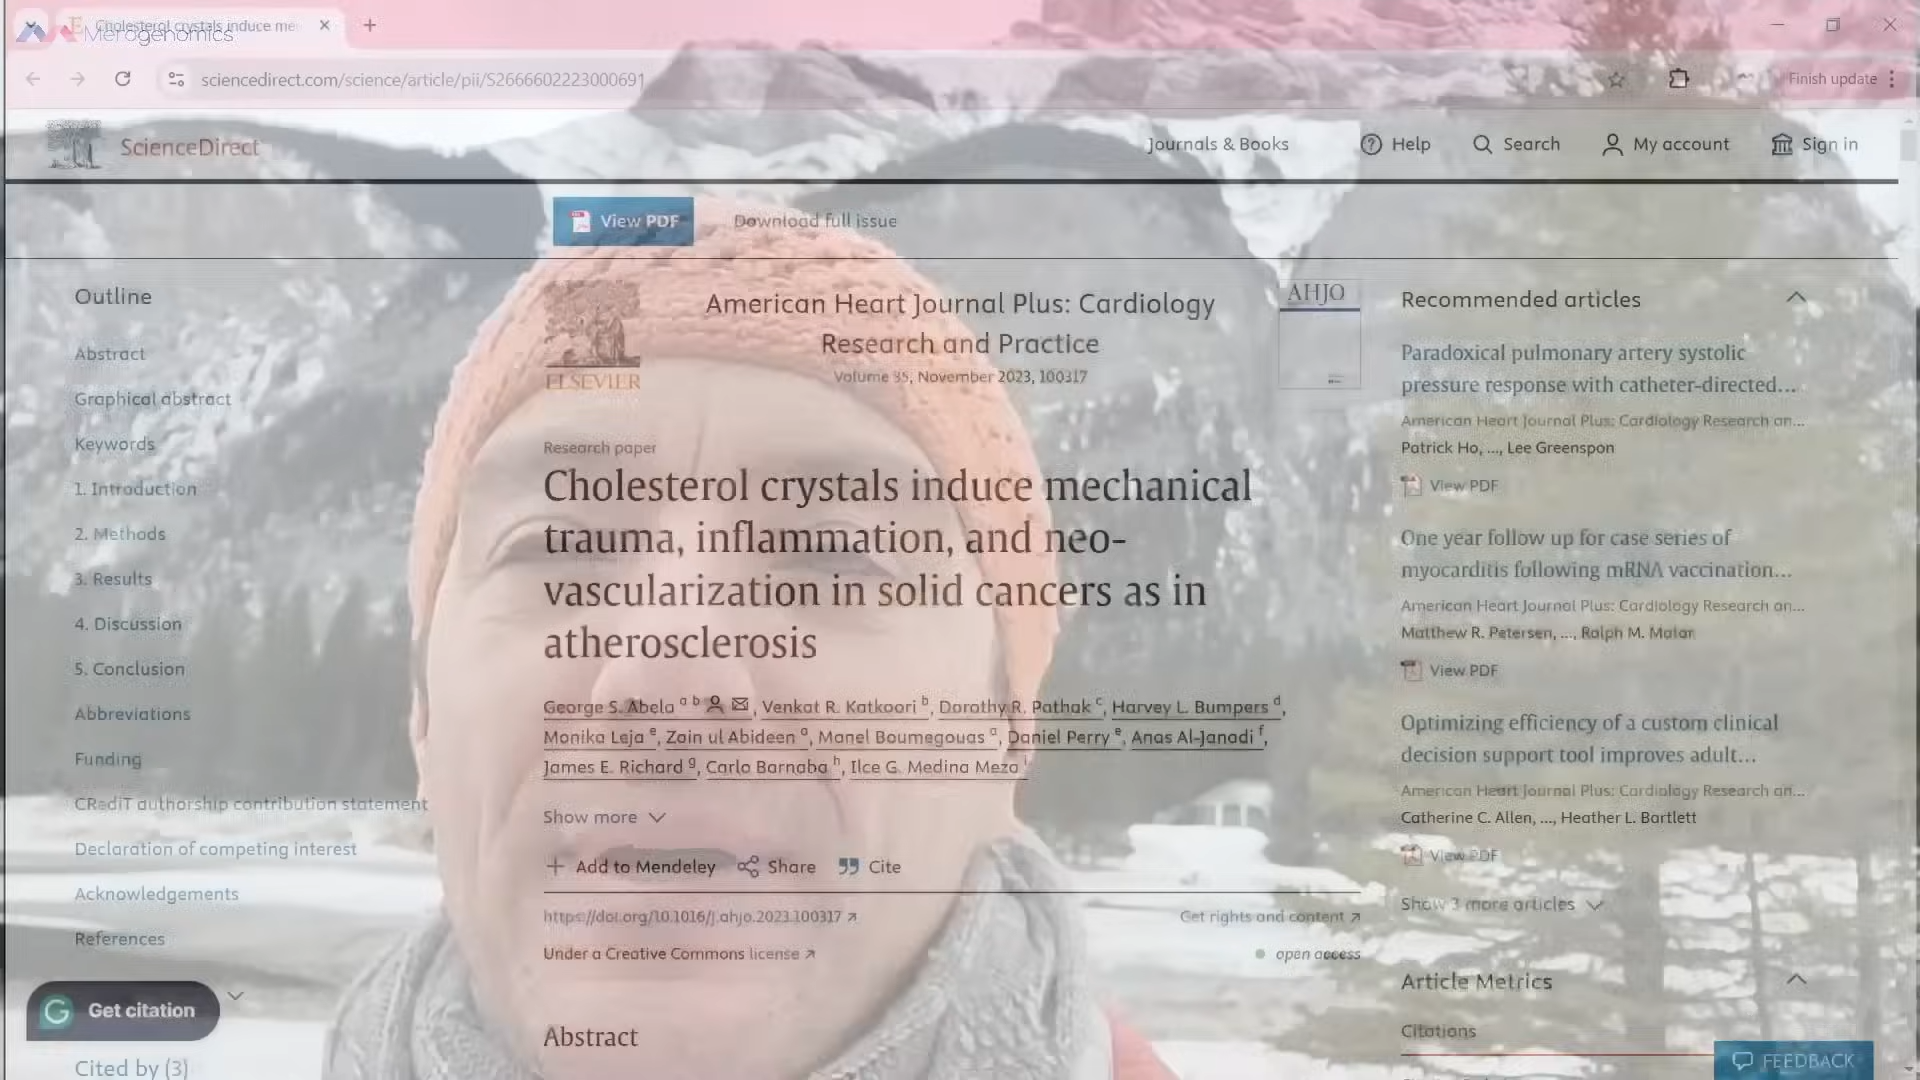 Cholesterol crystals induce me
Meragenomics
sciencedirect.com/science/article/pii/S2666602223000691
Finish update
ScienceDirect
Journals & Books
Help
Search
My account
Sign in
View PDF
Download full issue
Outline
Abstract
Graphical abstract
Keywords
1. Introduction
2. Methods
3. Results
4. Discussion
5. Conclusion
Abbreviations
Funding
CRediT authorship contribution statement
Declaration of competing interest
Acknowledgements
References
Get citation
Cited by (3)
ELSEVIER
American Heart Journal Plus: Cardiology
Research and Practice
Volume 35, November 2023, 100317
AHJO
Research paper
Cholesterol crystals induce mechanical
trauma, inflammation, and neo-
vascularization in solid cancers as in
atherosclerosis
George S. Abela a b, Venkat R. Katkoori b, Dorothy R. Pathak c, Harvey L. Bumpers d,
Monika Leja e, Zain ul Abideen a, Manel Boumegouas a, Daniel Perry e, Anas Al-Janadi f,
James E. Richard g, Carlo Barnaba h, Ilce G. Medina Meza i
Show more
Add to Mendeley
Share
Cite
https://doi.org/10.1016/j.ahjo.2023.100317
Get rights and content
Under a Creative Commons license
open access
Abstract
Recommended articles
Paradoxical pulmonary artery systolic
pressure response with catheter-directed...
American Heart Journal Plus: Cardiology Research an...
Patrick Ho, ..., Lee Greenspon
View PDF
One year follow up for case series of
myocarditis following mRNA vaccination...
American Heart Journal Plus: Cardiology Research an...
Matthew R. Petersen, ..., Ralph M. Matar
View PDF
Optimizing efficiency of a custom clinical
decision support tool improves adult...
American Heart Journal Plus: Cardiology Research an...
Catherine C. Allen, ..., Heather L. Bartlett
View PDF
Show 3 more articles
Article Metrics
Citations
FEEDBACK